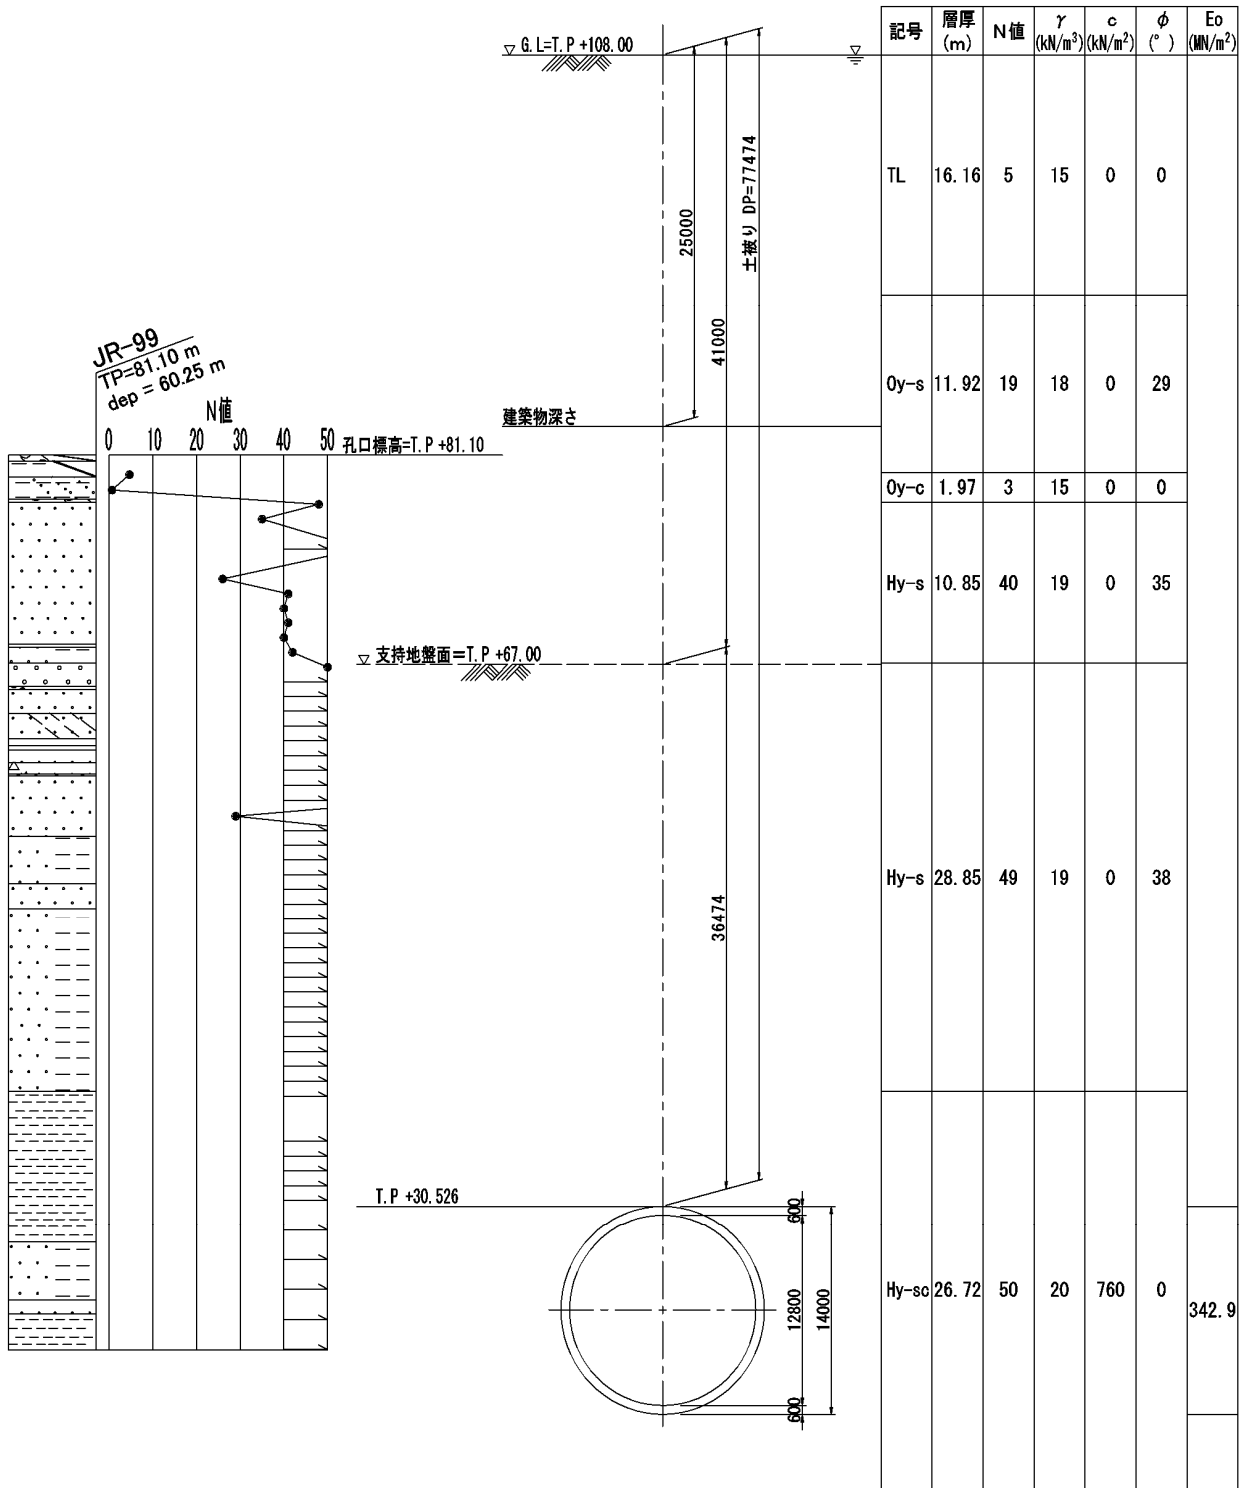 記号 層厚 (m) N値 γ (kN/m³) c (kN/m²) φ (° ) Eo (MN/m²)
G.L=T.P +108.00
TL 16.16 5 15 0 0
土被り DP=77474
25000
41000
JR-99
TP=81.10 m
dep = 60.25 m
Oy-s 11.92 19 18 0 29
建築物深さ
N値
0 10 20 30 40 50
孔口標高=T.P +81.10
Oy-c 1.97 3 15 0 0
Hy-s 10.85 40 19 0 35
支持地盤面=T.P +67.00
Hy-s 28.85 49 19 0 38
36474
T.P +30.526
600
12800
14000
600
Hy-sc 26.72 50 20 760 0
342.9